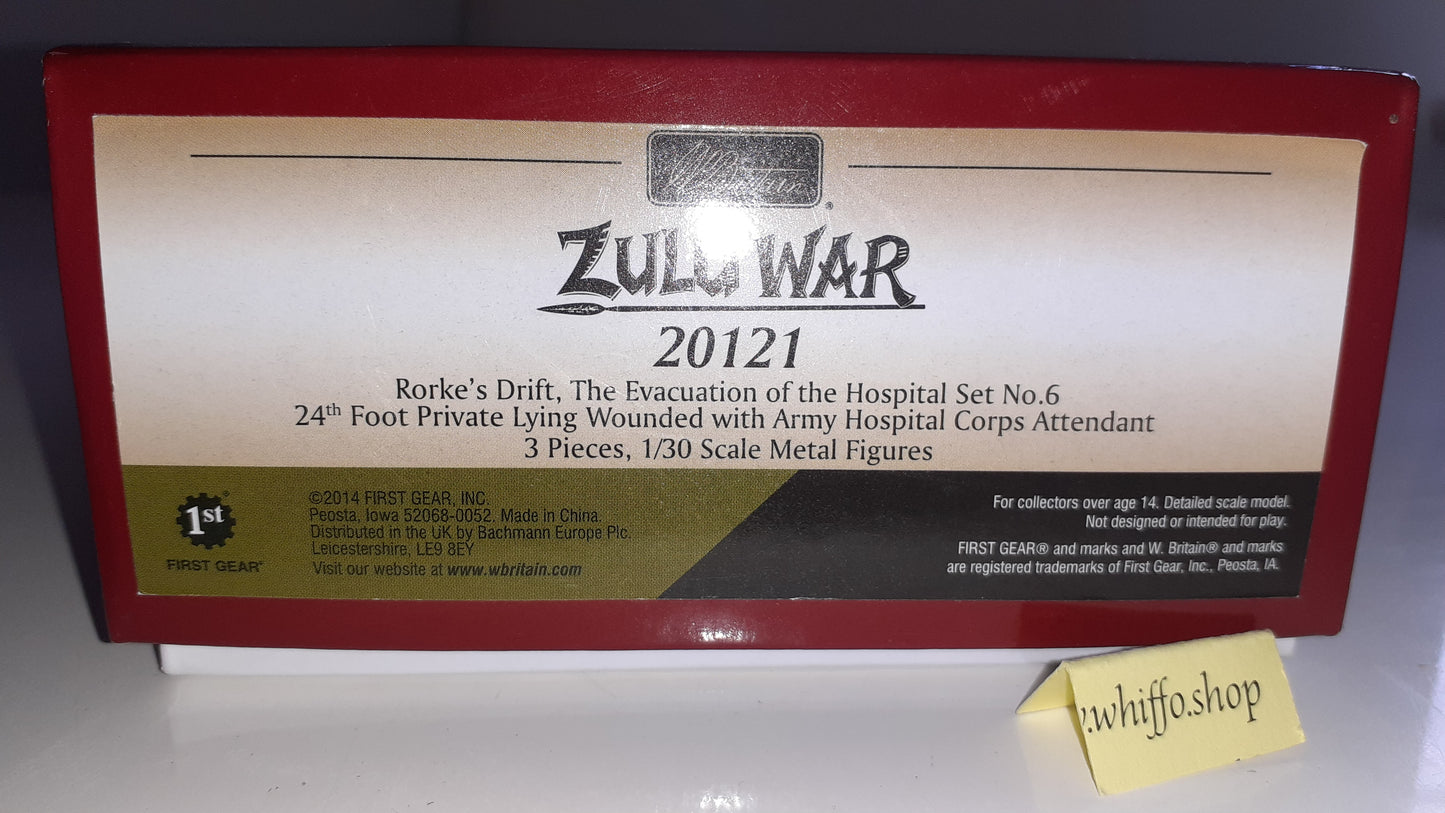 W. Britain®
ZULU WAR
20121
Rorke's Drift, The Evacuation of the Hospital Set No.6
24th Foot Private Lying Wounded with Army Hospital Corps Attendant
3 Pieces, 1/30 Scale Metal Figures
1st®
FIRST GEAR®
©2014 FIRST GEAR, INC.
Peosta, Iowa 52068-0052, Made in China.
Distributed in the UK by Bachmann Europe Plc.
Leicestershire, LE9 8EY
Visit our website at www.wbritain.com
For collectors over age 14. Detailed scale model.
Not designed or intended for play.
FIRST GEAR® and marks and W. Britain® and marks
are registered trademarks of First Gear, Inc., Peosta, IA.
.whiffo.shop